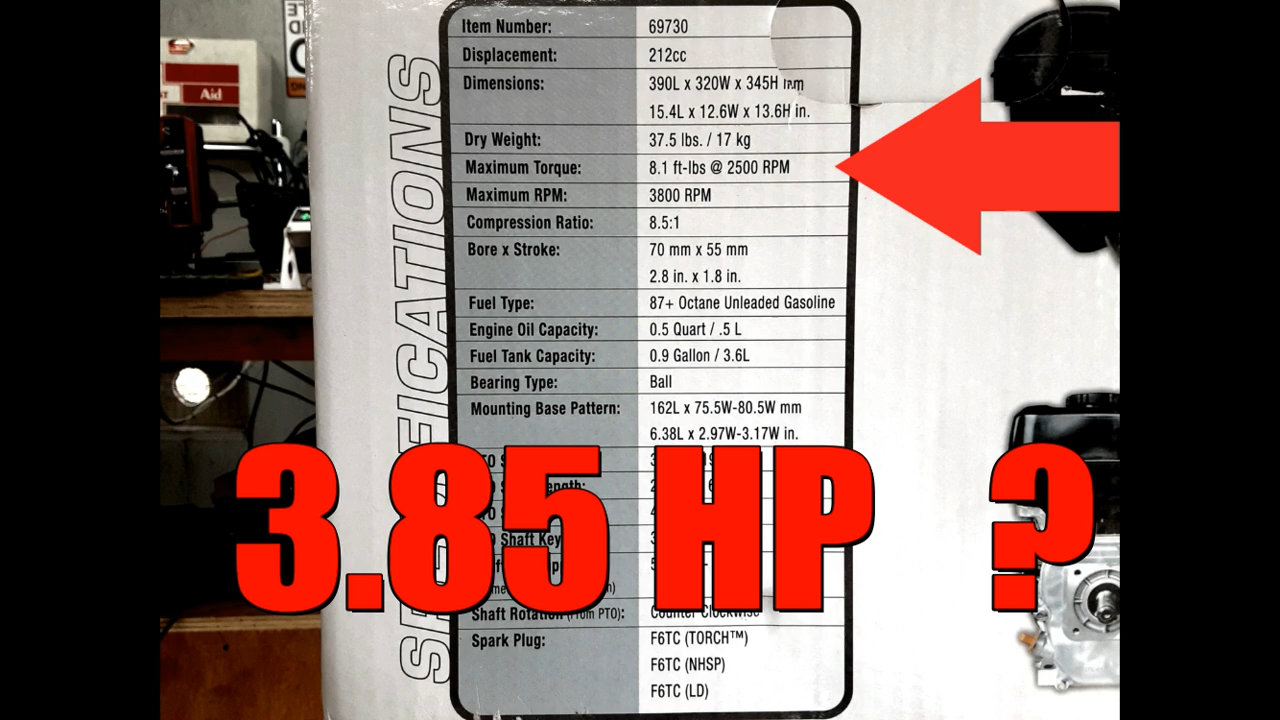 Aid
SPECIFICATIONS
Item Number: 69730
Displacement: 212cc
Dimensions: 390L x 320W x 345H mm
15.4L x 12.6W x 13.6H in.
Dry Weight: 37.5 lbs. / 17 kg
Maximum Torque: 8.1 ft-lbs @ 2500 RPM
Maximum RPM: 3800 RPM
Compression Ratio: 8.5:1
Bore x Stroke: 70 mm x 55 mm
2.8 in. x 1.8 in.
Fuel Type: 87+ Octane Unleaded Gasoline
Engine Oil Capacity: 0.5 Quart / .5 L
Fuel Tank Capacity: 0.9 Gallon / 3.6L
Bearing Type: Ball
Mounting Base Pattern: 162L x 75.5W-80.5W mm
6.38L x 2.97W-3.17W in.
Shaft Key
3.85 HP ?
Shaft Rotation (From PTO): Counter Clockwise
Spark Plug: F6TC (TORCH™)
F6TC (NHSP)
F6TC (LD)